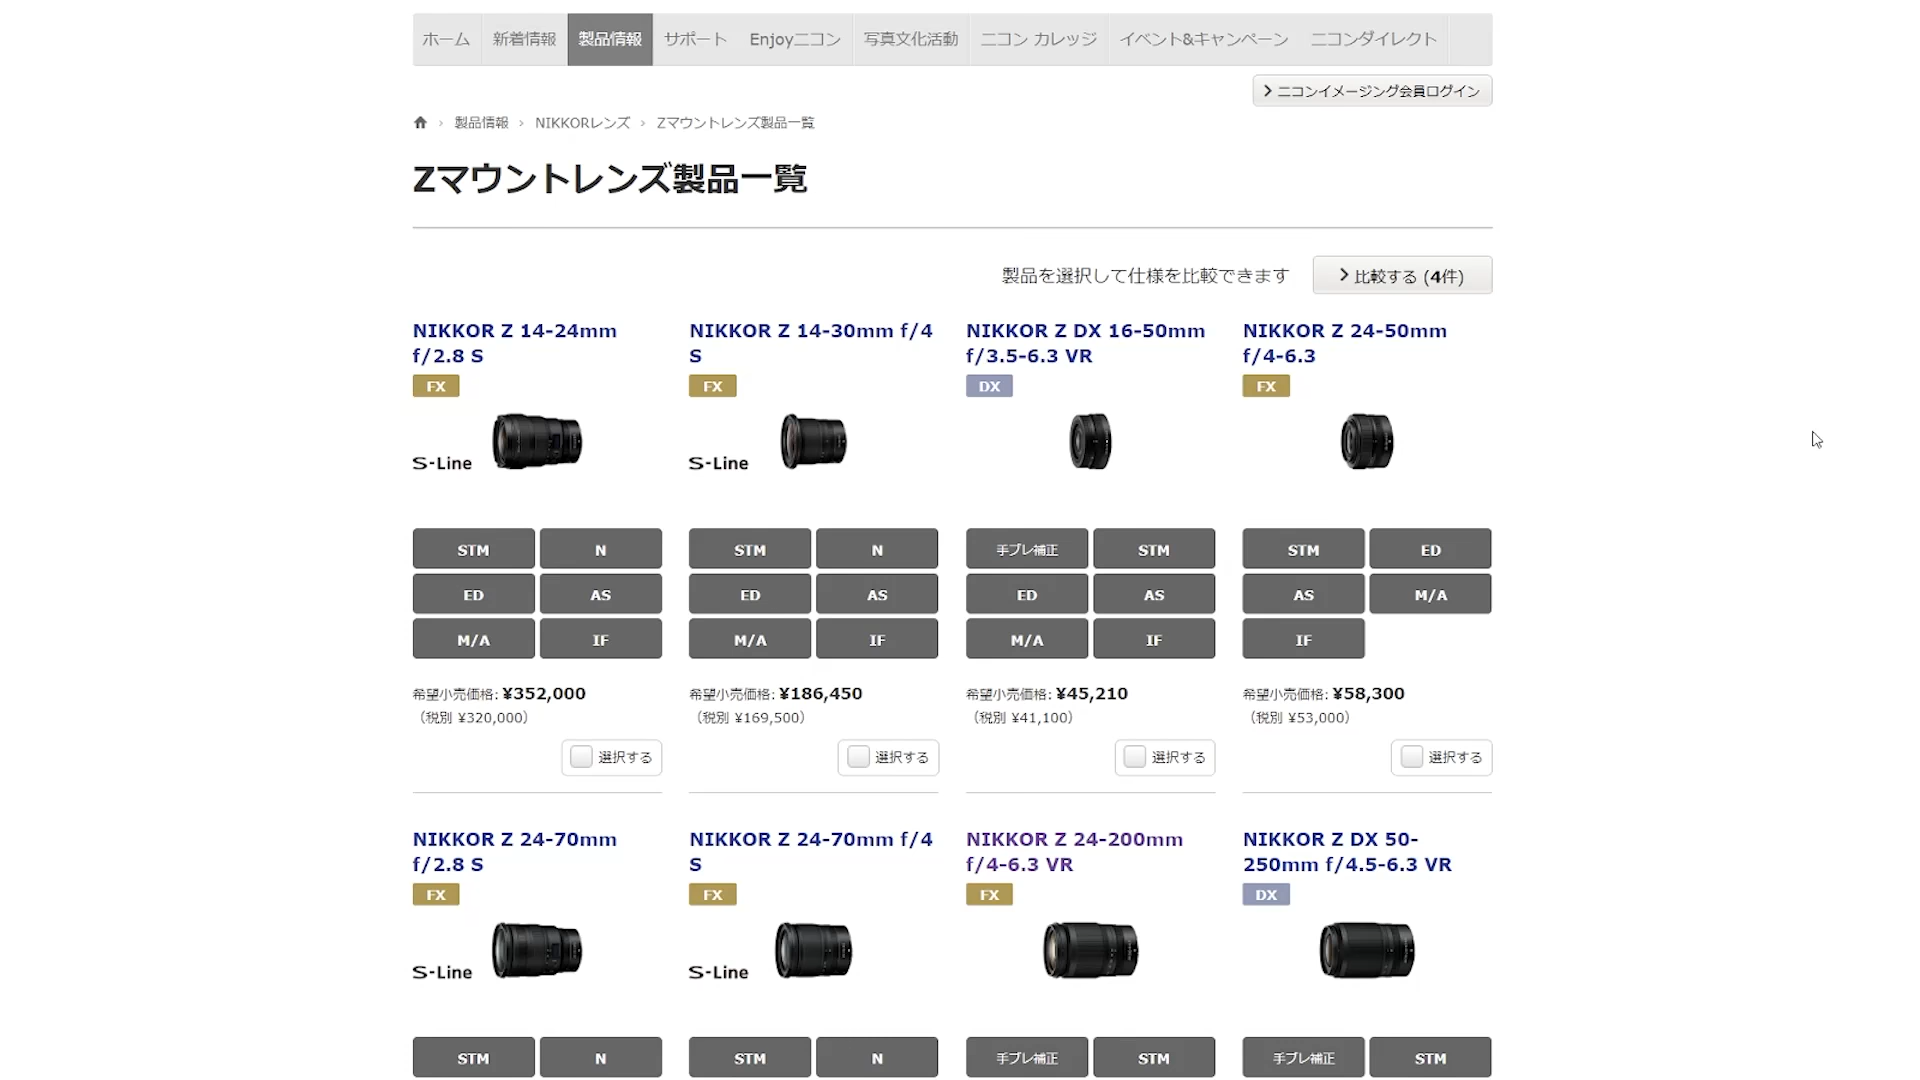 ホーム
新着情報
製品情報
サポート
Enjoyニコン
写真文化活動
ニコン カレッジ
イベント&キャンペーン
ニコンダイレクト
ニコンイメージング会員ログイン
製品情報 › NIKKORレンズ › Zマウントレンズ製品一覧
Zマウントレンズ製品一覧
製品を選択して仕様を比較できます
比較する (4件)
NIKKOR Z 14-24mm
f/2.8 S
FX
S-Line
STM N
ED AS
M/A IF
希望小売価格: ¥352,000
（税別 ¥320,000）
選択する
NIKKOR Z 14-30mm f/4
S
FX
S-Line
STM N
ED AS
M/A IF
希望小売価格: ¥186,450
（税別 ¥169,500）
選択する
NIKKOR Z DX 16-50mm
f/3.5-6.3 VR
DX
手ブレ補正 STM
ED AS
M/A IF
希望小売価格: ¥45,210
（税別 ¥41,100）
選択する
NIKKOR Z 24-50mm
f/4-6.3
FX
STM ED
AS M/A
IF
希望小売価格: ¥58,300
（税別 ¥53,000）
選択する
NIKKOR Z 24-70mm
f/2.8 S
FX
S-Line
STM N
NIKKOR Z 24-70mm f/4
S
FX
S-Line
STM N
NIKKOR Z 24-200mm
f/4-6.3 VR
FX
手ブレ補正 STM
NIKKOR Z DX 50-
250mm f/4.5-6.3 VR
DX
手ブレ補正 STM